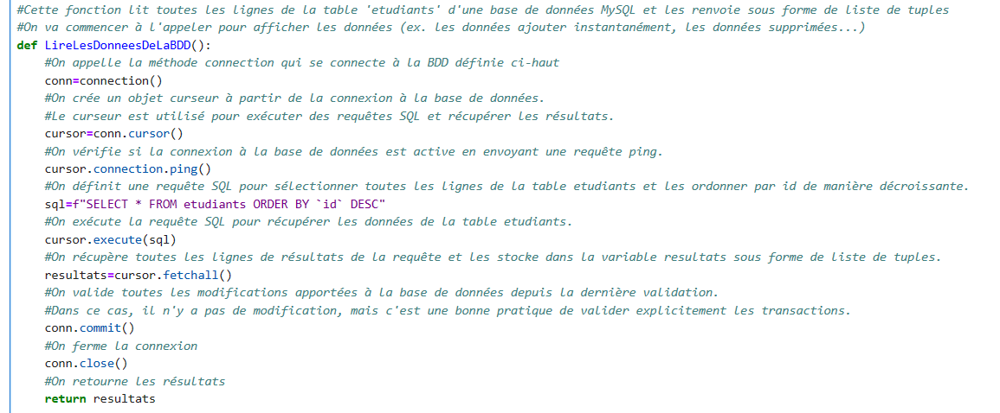 #Cette fonction lit toutes les lignes de la table 'etudiants' d'une base de données MySQL et les renvoie sous forme de liste de tuples
#On va commencer à l'appeler pour afficher les données (ex. les données ajouter instantanément, les données supprimées...)
def LireLesDonneesDeLaBDD():
    #On appelle la méthode connection qui se connecte à la BDD définie ci-haut
    conn=connection()
    #On crée un objet curseur à partir de la connexion à la base de données.
    #Le curseur est utilisé pour exécuter des requêtes SQL et récupérer les résultats.
    cursor=conn.cursor()
    #On vérifie si la connexion à la base de données est active en envoyant une requête ping.
    cursor.connection.ping()
    #On définit une requête SQL pour sélectionner toutes les lignes de la table etudiants et les ordonner par id de manière décroissante.
    sql=f"SELECT * FROM etudiants ORDER BY `id` DESC"
    #On exécute la requête SQL pour récupérer les données de la table etudiants.
    cursor.execute(sql)
    #On récupère toutes les lignes de résultats de la requête et les stocke dans la variable resultats sous forme de liste de tuples.
    resultats=cursor.fetchall()
    #On valide toutes les modifications apportées à la base de données depuis la dernière validation.
    #Dans ce cas, il n'y a pas de modification, mais c'est une bonne pratique de valider explicitement les transactions.
    conn.commit()
    #On ferme la connexion
    conn.close()
    #On retourne les résultats
    return resultats